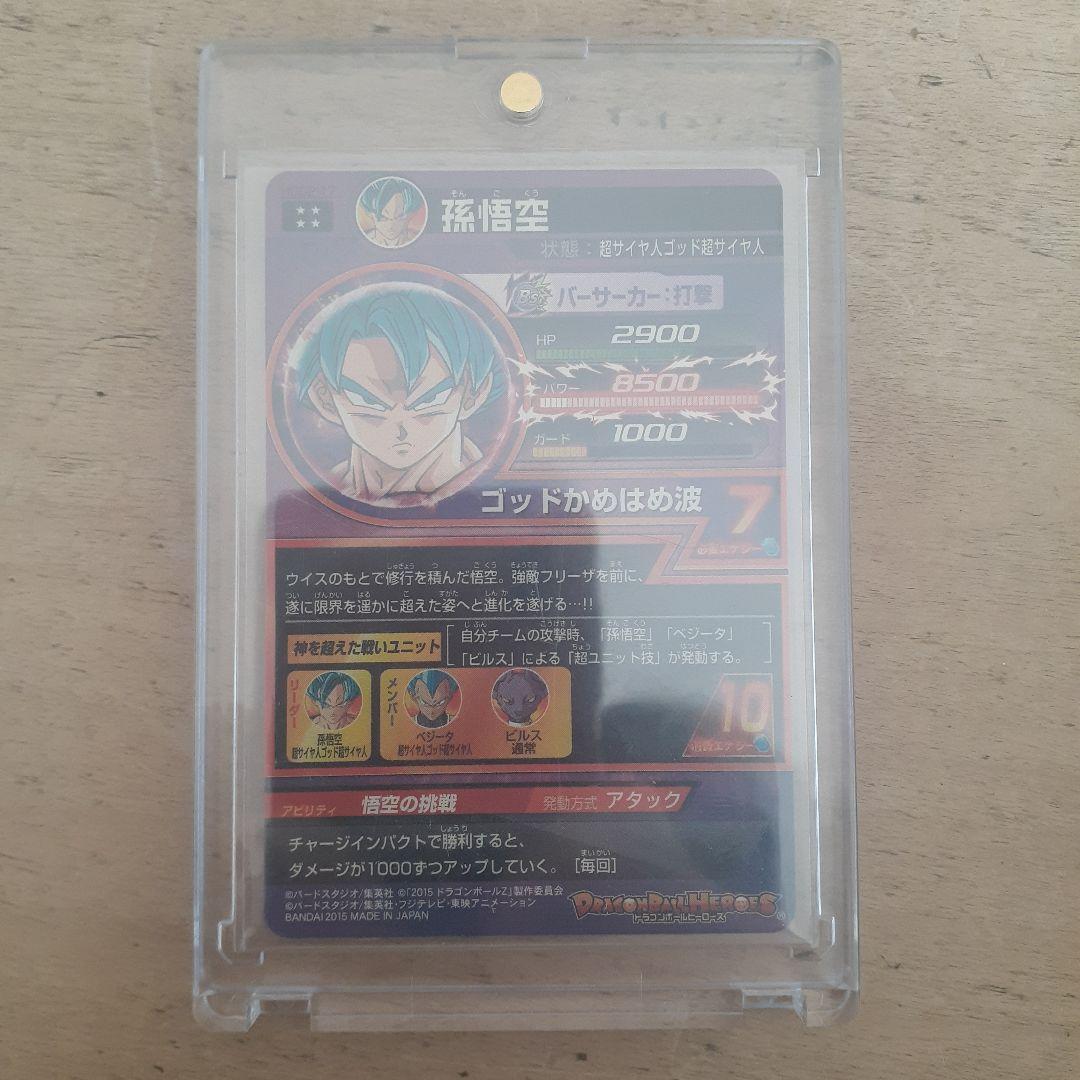 孫悟空
そん ご くう
状態：超サイヤ人ゴッド超サイヤ人
Bsr バーサーカー：打撃
HP 2900
パワー 8500
ガード 1000
ゴッドかめはめ波 7
必要エナジー
ウイスのもとで修行を積んだ悟空。強敵フリーザを前に、
遂に限界を遥かに超えた姿へと進化を遂げる…!!
神を超えた戦いユニット
自分チームの攻撃時、「孫悟空」「ベジータ」
「ビルス」による「超ユニット技」が発動する。
リーダー
孫悟空
超サイヤ人ゴッド超サイヤ人
メンバー
ベジータ
超サイヤ人ゴッド超サイヤ人
ビルス
通常
10
アビリティ 悟空の挑戦 発動方式 アタック
チャージインパクトで勝利すると、
ダメージが1000ずつアップしていく。［毎回］
©バードスタジオ/集英社 ©「2015 ドラゴンボールZ」製作委員会
©バードスタジオ/集英社・フジテレビ・東映アニメーション
BANDAI 2015 MADE IN JAPAN
DRAGONBALL HEROES
ドラゴンボールヒーローズ